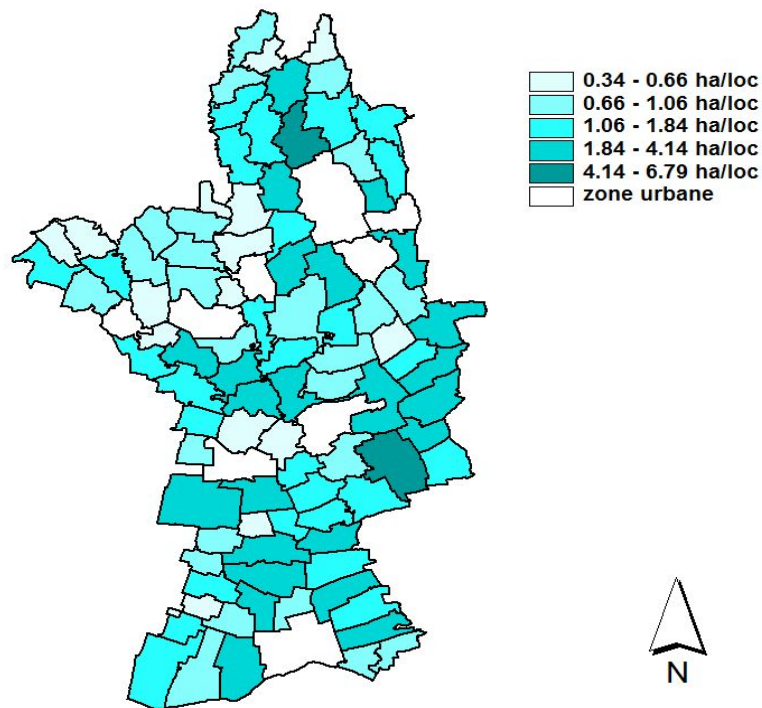 0.34 - 0.66 ha/loc
0.66 - 1.06 ha/loc
1.06 - 1.84 ha/loc
1.84 - 4.14 ha/loc
4.14 - 6.79 ha/loc
zone urbane
N